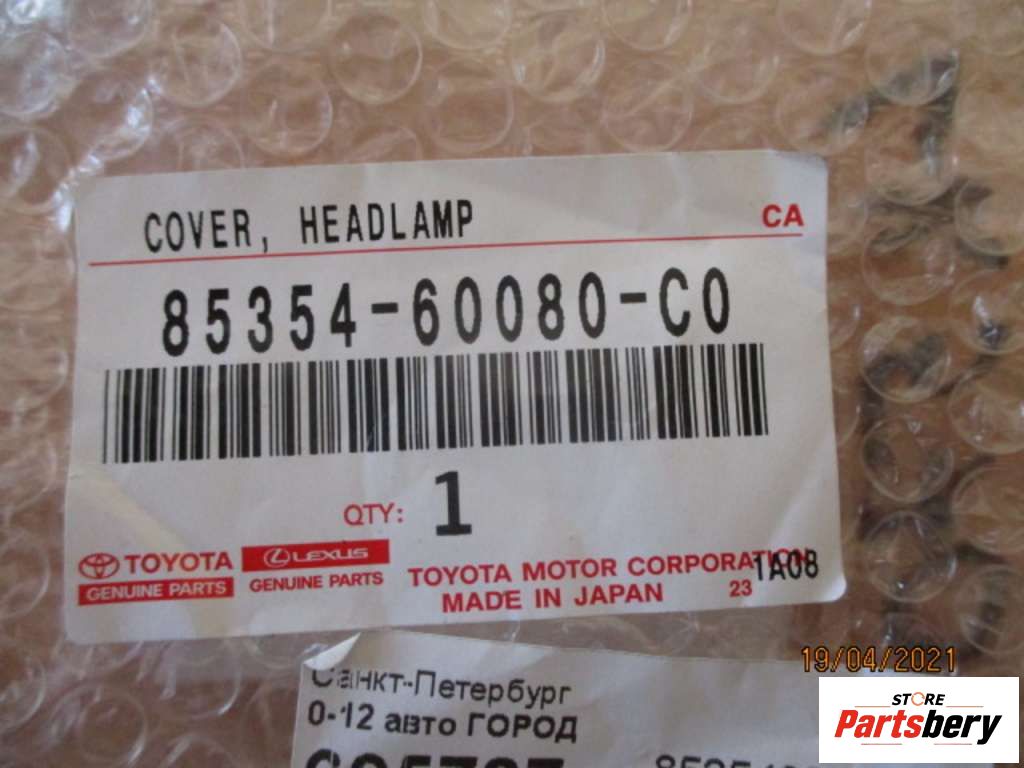 COVER, HEADLAMP CA
85354-60080-C0
QTY: 1
TOYOTA
GENUINE PARTS
LEXUS
GENUINE PARTS
TOYOTA MOTOR CORPORATION
1A08
MADE IN JAPAN 23
Санкт-Петербург
0-12 авто ГОРОД
19/04/2021
STORE
Partsbery